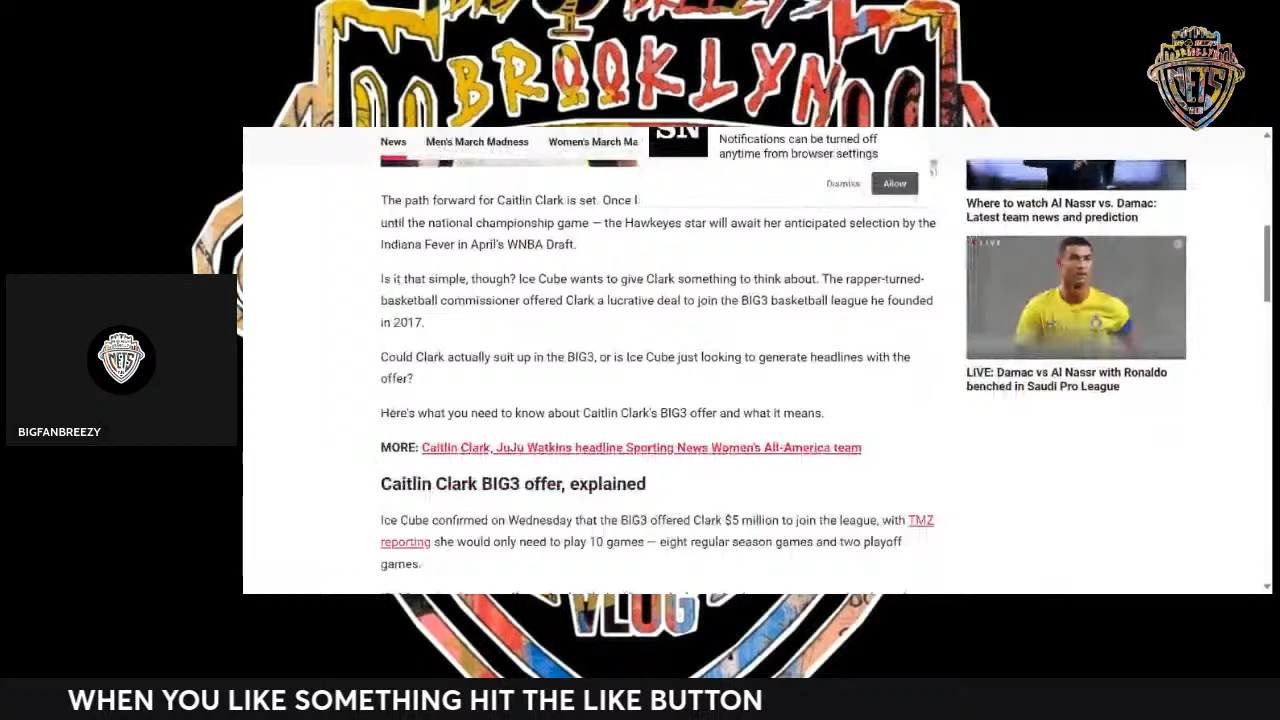 BROOKLYN
NETS
News Men's March Madness Women's March Ma
SN
Notifications can be turned off
anytime from browser settings
Dismiss Allow
The path forward for Caitlin Clark is set. Once
until the national championship game — the Hawkeyes star will await her anticipated selection by the
Indiana Fever in April's WNBA Draft.
Is it that simple, though? Ice Cube wants to give Clark something to think about. The rapper-turned-
basketball commissioner offered Clark a lucrative deal to join the BIG3 basketball league he founded
in 2017.
Could Clark actually suit up in the BIG3, or is Ice Cube just looking to generate headlines with the
offer?
Here's what you need to know about Caitlin Clark's BIG3 offer and what it means.
MORE: Caitlin Clark, JuJu Watkins headline Sporting News Women's All-America team
Caitlin Clark BIG3 offer, explained
Ice Cube confirmed on Wednesday that the BIG3 offered Clark $5 million to join the league, with TMZ
reporting she would only need to play 10 games — eight regular season games and two playoff
games.
Where to watch Al Nassr vs. Damac:
Latest team news and prediction
LIVE
LIVE: Damac vs Al Nassr with Ronaldo
benched in Saudi Pro League
NETS
BIGFANBREEZY
VLOG
WHEN YOU LIKE SOMETHING HIT THE LIKE BUTTON